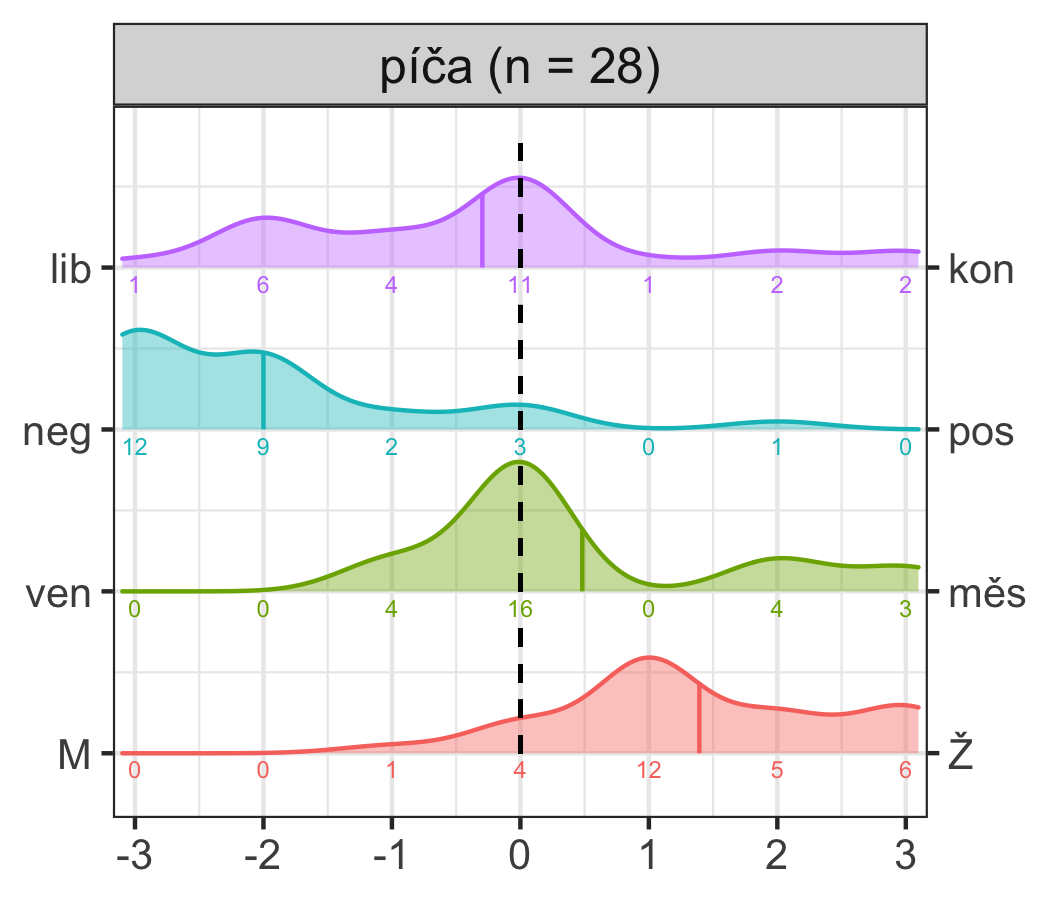 píča (n = 28)
lib kon
1 6 4 11 1 2 2
neg pos
12 9 2 3 0 1 0
ven měs
0 0 4 16 0 4 3
M Ž
0 0 1 4 12 5 6
-3 -2 -1 0 1 2 3